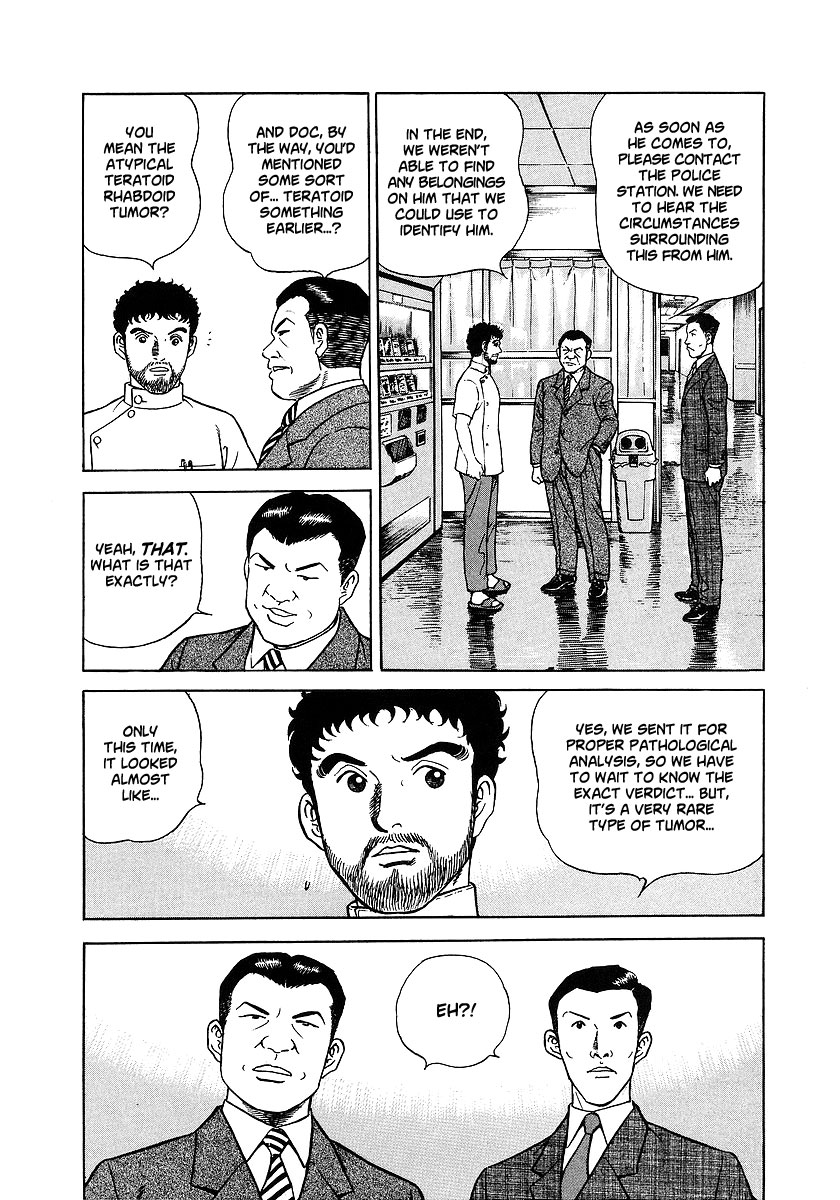 AS SOON AS
HE COMES TO,
PLEASE CONTACT
THE POLICE
STATION. WE NEED
TO HEAR THE
CIRCUMSTANCES
SURROUNDING
THIS FROM HIM.
IN THE END,
WE WEREN'T
ABLE TO FIND
ANY BELONGINGS
ON HIM THAT WE
COULD USE TO
IDENTIFY HIM.
AND DOC, BY
THE WAY, YOU'D
MENTIONED
SOME SORT
OF... TERATOID
SOMETHING
EARLIER...?
YOU
MEAN THE
ATYPICAL
TERATOID
RHABDOID
TUMOR?
YEAH, THAT.
WHAT IS THAT
EXACTLY?
YES, WE SENT IT FOR
PROPER PATHOLOGICAL
ANALYSIS, SO WE HAVE
TO WAIT TO KNOW THE
EXACT VERDICT... BUT,
IT'S A VERY RARE
TYPE OF TUMOR...
ONLY
THIS TIME,
IT LOOKED
ALMOST
LIKE...
EH?!